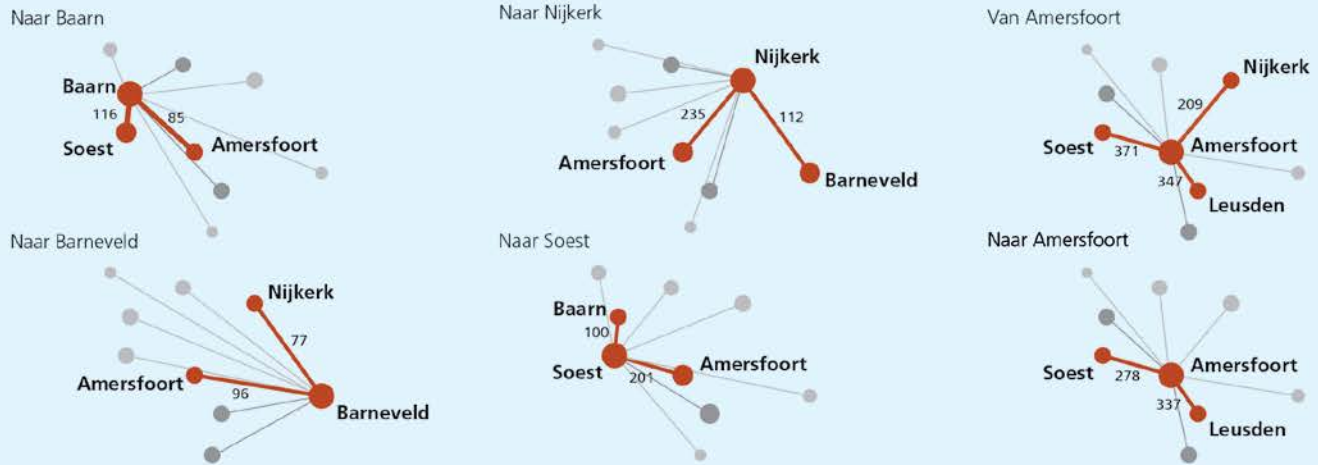 Naar Baarn
Baarn
116
85
Soest
Amersfoort
Naar Nijkerk
Nijkerk
235
112
Amersfoort
Barneveld
Van Amersfoort
Nijkerk
209
Soest
371
Amersfoort
347
Leusden
Naar Barneveld
Nijkerk
77
Amersfoort
96
Barneveld
Naar Soest
Baarn
100
Soest
201
Amersfoort
Naar Amersfoort
Soest
278
Amersfoort
337
Leusden